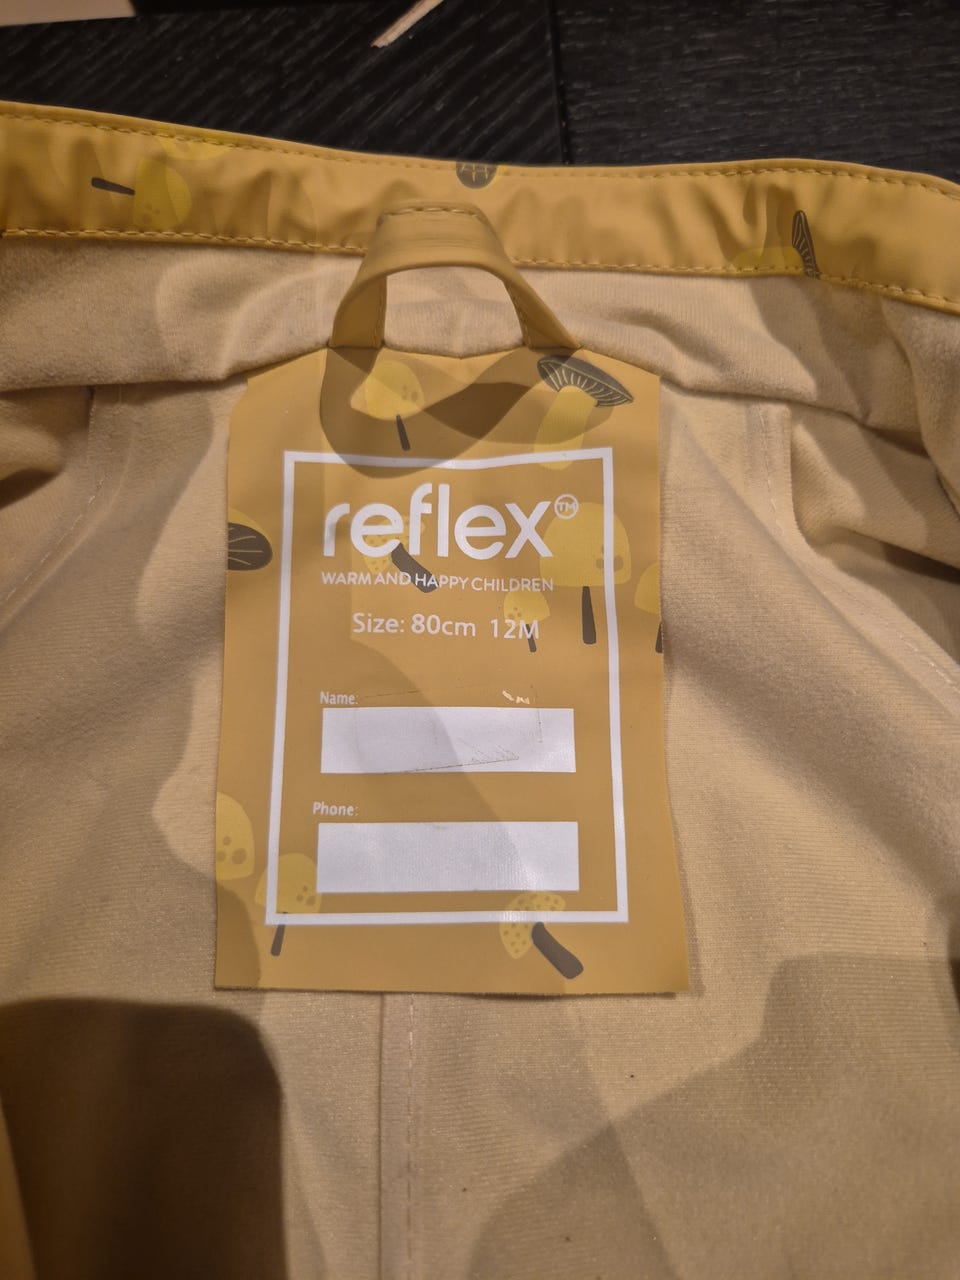 reflex™
WARM AND HAPPY CHILDREN
Size: 80cm 12M
Name:
Phone: